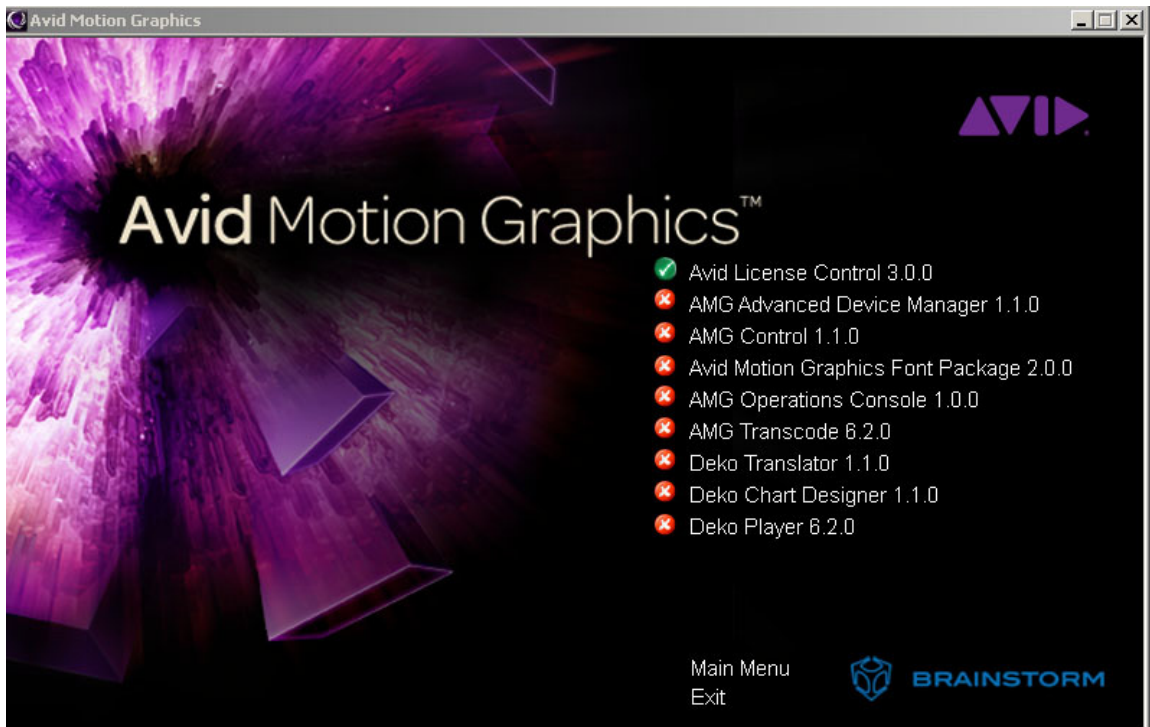 Avid Motion Graphics
AVID
Avid Motion Graphics™
Avid License Control 3.0.0
AMG Advanced Device Manager 1.1.0
AMG Control 1.1.0
Avid Motion Graphics Font Package 2.0.0
AMG Operations Console 1.0.0
AMG Transcode 6.2.0
Deko Translator 1.1.0
Deko Chart Designer 1.1.0
Deko Player 6.2.0
Main Menu
Exit
BRAINSTORM